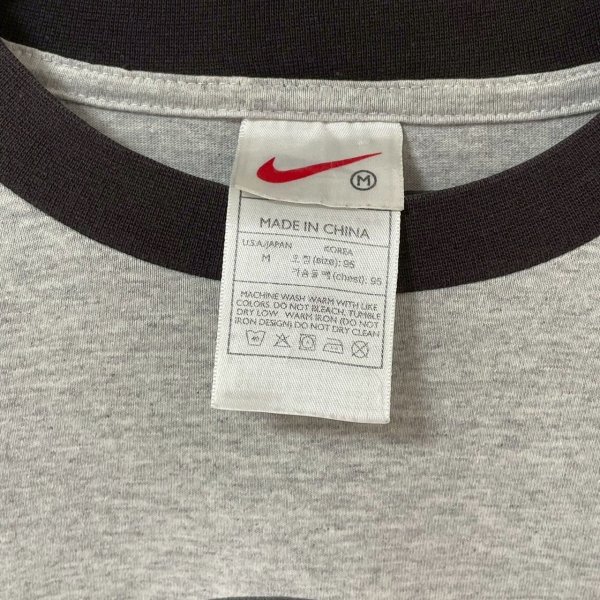 M
MADE IN CHINA
U.S.A./JAPAN KOREA
M 호칭(size): 95
가슴둘레(chest): 95
MACHINE WASH WARM WITH LIKE
COLORS. DO NOT BLEACH. TUMBLE
DRY LOW. WARM IRON (DO NOT
IRON DESIGN) DO NOT DRY CLEAN